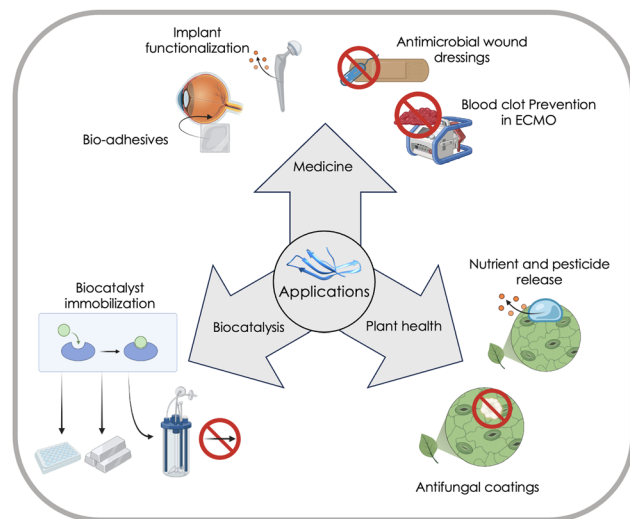 Implant
functionalization
Antimicrobial wound
dressings
Blood clot Prevention
in ECMO
Bio-adhesives
Medicine
Nutrient and pesticide
release
Biocatalyst
immobilization
Applications
Biocatalysis
Plant health
Antifungal coatings